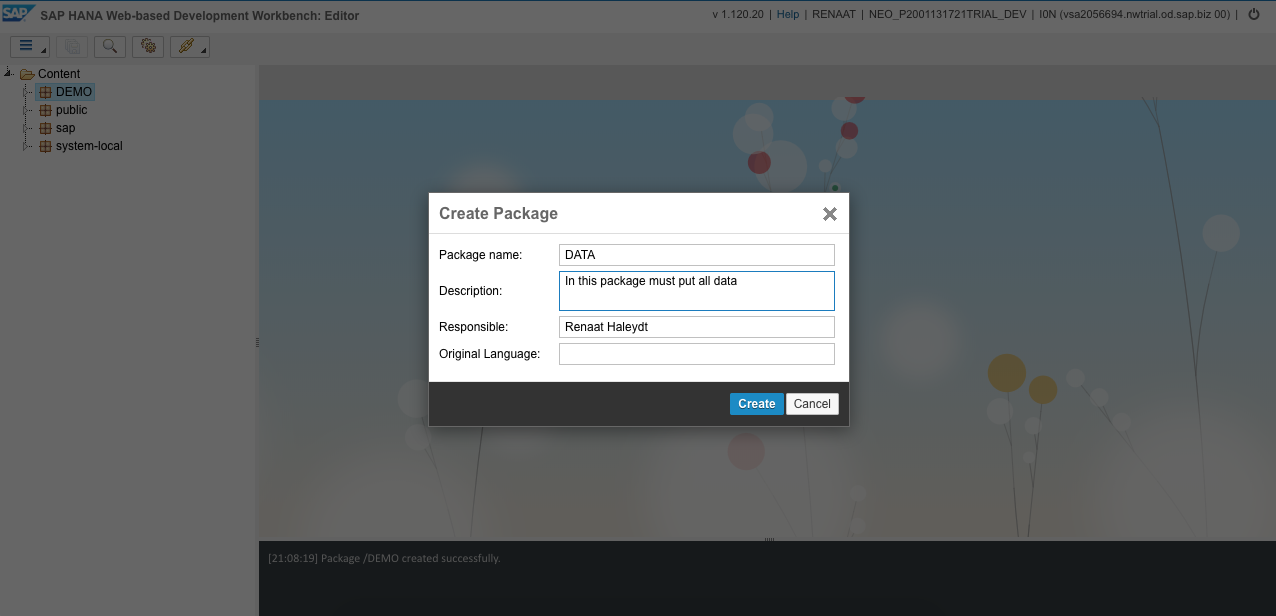 SAP SAP HANA Web-based Development Workbench: Editor
v 1.120.20 | Help | RENAAT | NEO_P2001131721TRIAL_DEV | I0N (vsa2056694.nwtrial.od.sap.biz 00) |
Content
DEMO
public
sap
system-local
Create Package
Package name: DATA
Description: In this package must put all data
Responsible: Renaat Haleydt
Original Language:
Create Cancel
[21:08:19] Package /DEMO created successfully.